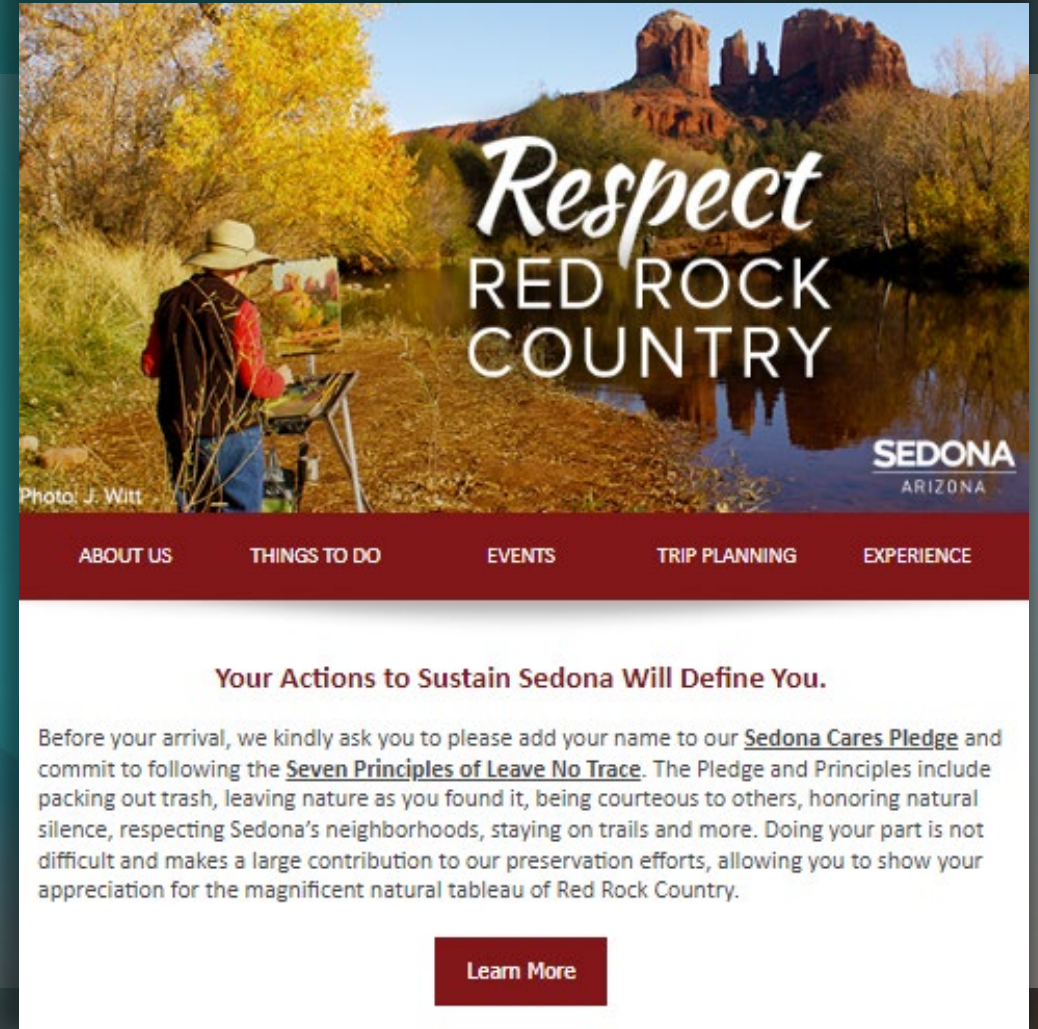 Respect
RED ROCK
COUNTRY
SEDONA
ARIZONA
Photo: J. Witt
ABOUT US THINGS TO DO EVENTS TRIP PLANNING EXPERIENCE
Your Actions to Sustain Sedona Will Define You.
Before your arrival, we kindly ask you to please add your name to our Sedona Cares Pledge and
commit to following the Seven Principles of Leave No Trace. The Pledge and Principles include
packing out trash, leaving nature as you found it, being courteous to others, honoring natural
silence, respecting Sedona’s neighborhoods, staying on trails and more. Doing your part is not
difficult and makes a large contribution to our preservation efforts, allowing you to show your
appreciation for the magnificent natural tableau of Red Rock Country.
Learn More